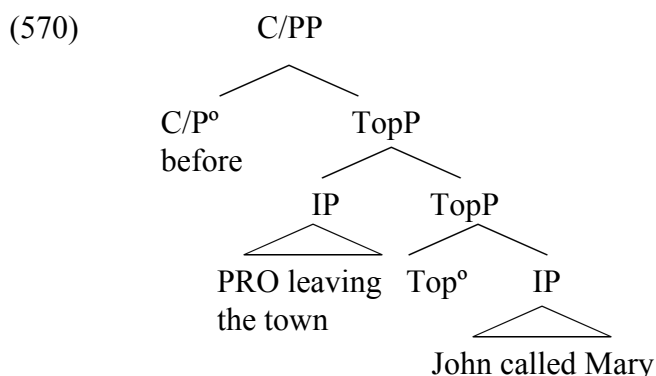 (570) C/PP
C/Pº TopP
before
IP TopP
PRO leaving Topº IP
the town
John called Mary